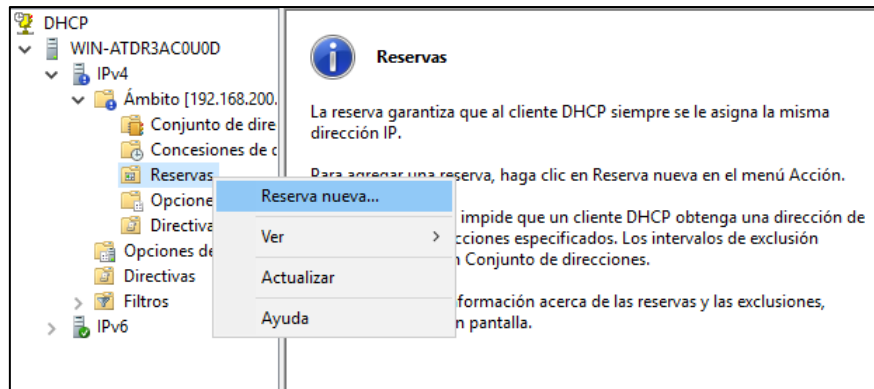 DHCP
WIN-ATDR3AC0U0D
IPv4
Ámbito [192.168.200.
Conjunto de dire
Concesiones de c
Reservas
Opcione
Directiva
Opciones de
Directivas
Filtros
IPv6
Reserva nueva...
Ver
Actualizar
Ayuda
Reservas
La reserva garantiza que al cliente DHCP siempre se le asigna la misma
dirección IP.
Para agregar una reserva, haga clic en Reserva nueva en el menú Acción.
impide que un cliente DHCP obtenga una dirección de
cciones especificados. Los intervalos de exclusión
Conjunto de direcciones.
formación acerca de las reservas y las exclusiones,
pantalla.